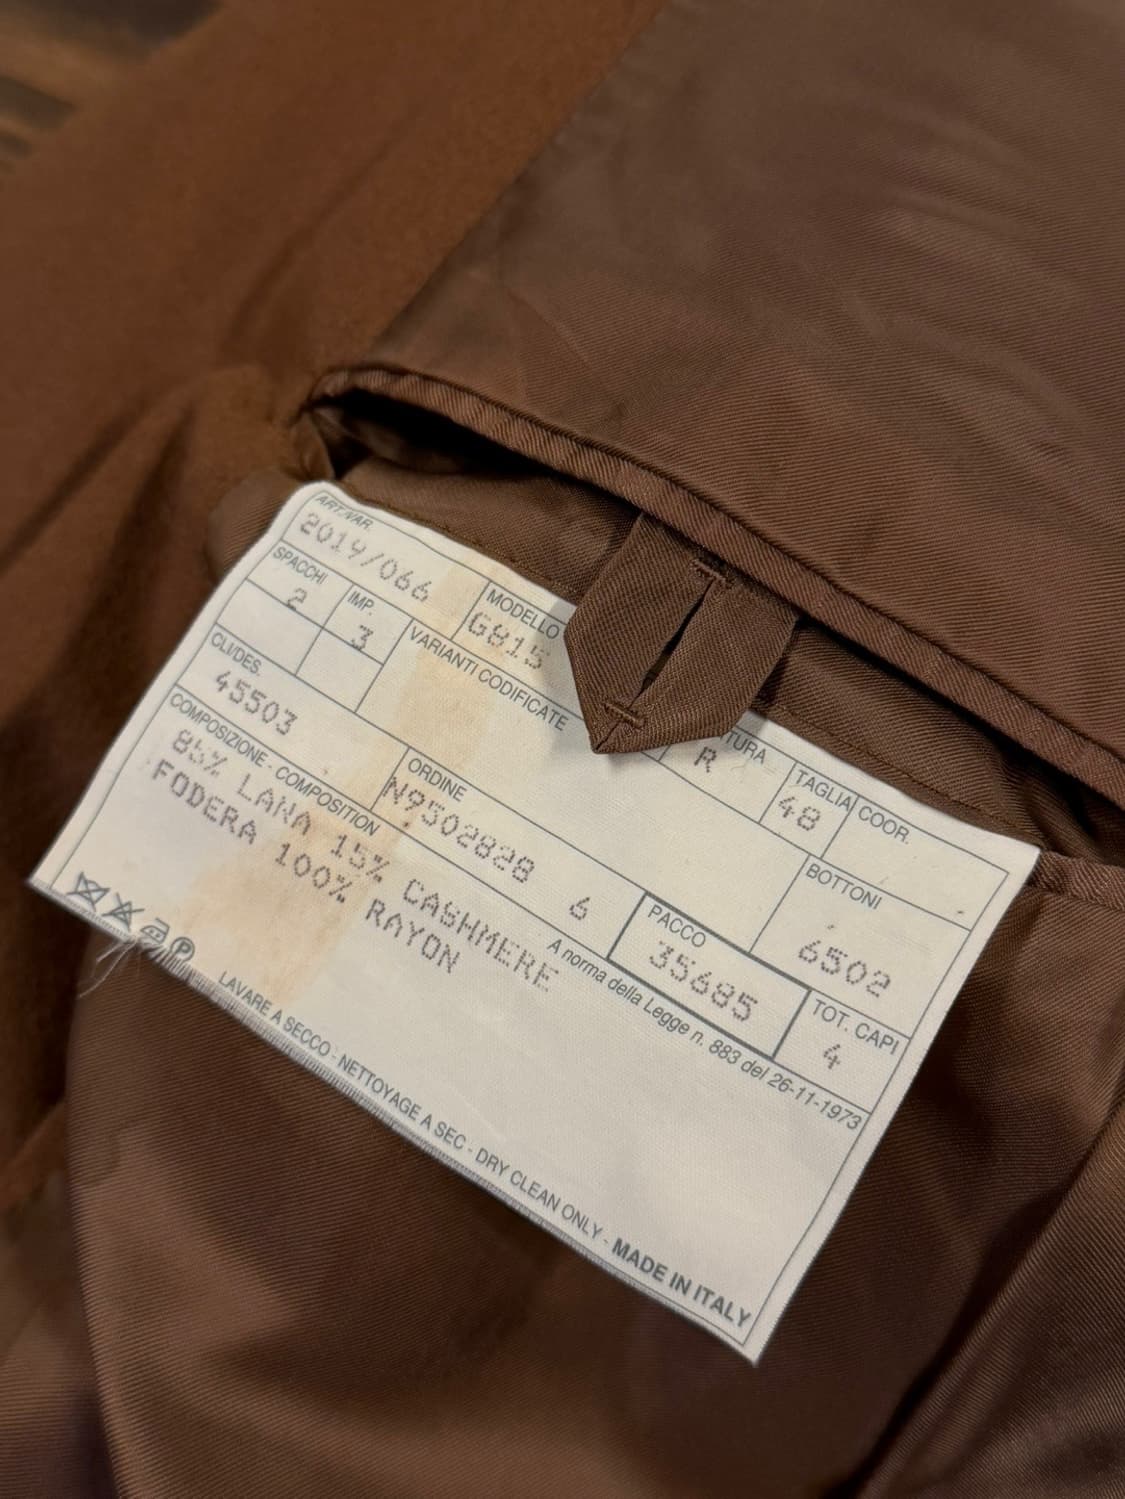 ART./VAR.
2019/066
MODELLO
G815
SPACCHI
2
IMP.
3
VARIANTI CODIFICATE
R
TAGLIA
48
COOR.
CLI/DES.
45503
ORDINE
N9502828 6
BOTTONI
6502
PACCO
35685
TOT. CAPI
4
COMPOSIZIONE - COMPOSITION
A norma della Legge n. 883 del 26-11-1973
85% LANA 15% CASHMERE
FODERA 100% RAYON
P
LAVARE A SECCO - NETTOYAGE A SEC - DRY CLEAN ONLY - MADE IN ITALY